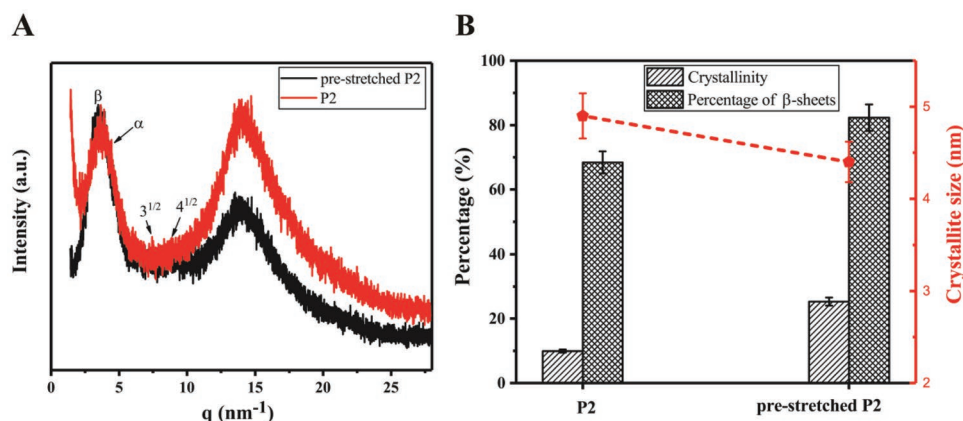 A
Intensity (a.u.)
β
α
3^{1/2}
4^{1/2}
pre-stretched P2
P2
0
5
10
15
20
25
q (nm⁻¹)
B
Percentage (%)
100
80
60
40
20
0
Crystallinity
Percentage of β-sheets
P2
pre-stretched P2
5
4
3
2
Crystallite size (nm)